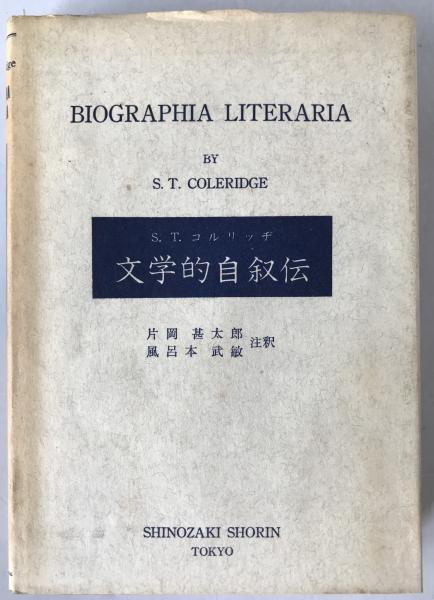 BIOGRAPHIA LITERARIA
BY
S. T. COLERIDGE
S. T. コルリッヂ
文学的自叙伝
片岡 甚太郎
風呂本 武敏 注釈
SHINOZAKI SHORIN
TOKYO